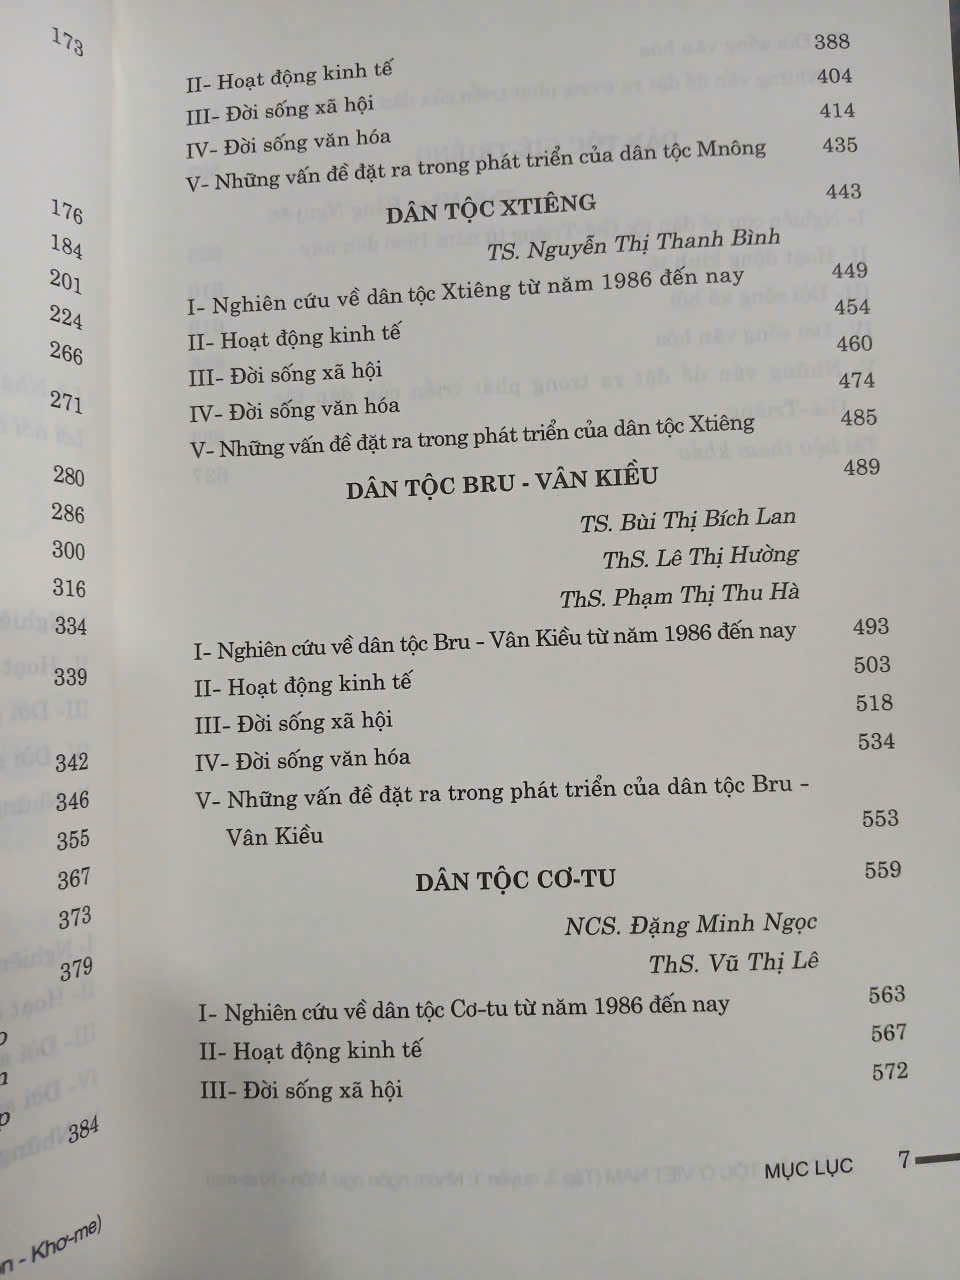 173
176
184
201
224
266
271
280
286
300
316
334
339
342
346
355
367
373
379
384
n - Khơ-me)
II- Hoạt động kinh tế 388
III- Đời sống xã hội 404
IV- Đời sống văn hóa 414
V- Những vấn đề đặt ra trong phát triển của dân tộc Mnông 435
DÂN TỘC XTIÊNG 443
TS. Nguyễn Thị Thanh Bình
I- Nghiên cứu về dân tộc Xtiêng từ năm 1986 đến nay 449
II- Hoạt động kinh tế 454
III- Đời sống xã hội 460
IV- Đời sống văn hóa 474
V- Những vấn đề đặt ra trong phát triển của dân tộc Xtiêng 485
DÂN TỘC BRU - VÂN KIỀU 489
TS. Bùi Thị Bích Lan
ThS. Lê Thị Hường
ThS. Phạm Thị Thu Hà
I- Nghiên cứu về dân tộc Bru - Vân Kiều từ năm 1986 đến nay 493
II- Hoạt động kinh tế 503
III- Đời sống xã hội 518
IV- Đời sống văn hóa 534
V- Những vấn đề đặt ra trong phát triển của dân tộc Bru -
Vân Kiều 553
DÂN TỘC CƠ-TU 559
NCS. Đặng Minh Ngọc
ThS. Vũ Thị Lê
I- Nghiên cứu về dân tộc Cơ-tu từ năm 1986 đến nay 563
II- Hoạt động kinh tế 567
III- Đời sống xã hội 572
MỤC LỤC 7